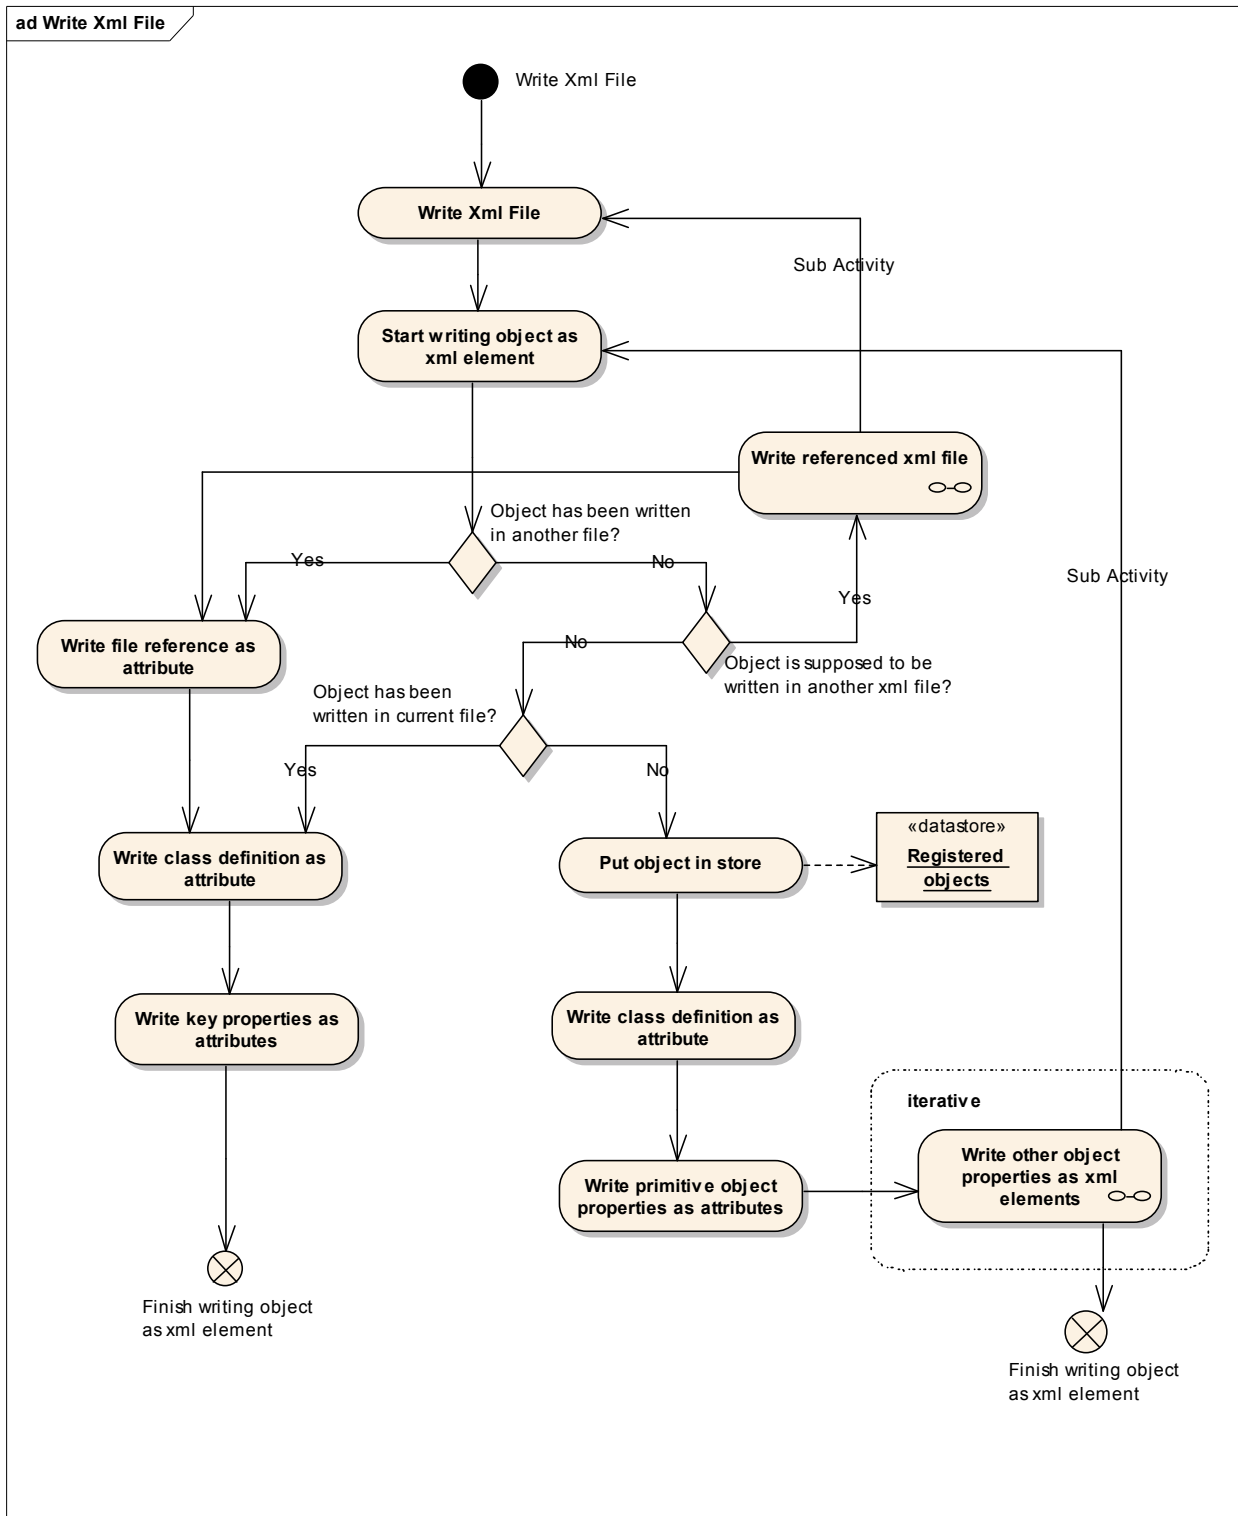 ad Write Xml File
Write Xml File
Write Xml File
Sub Activity
Start writing object as
xml element
Write referenced xml file
Object has been written
in another file?
Yes
No
Sub Activity
Yes
Write file reference as
attribute
No
Object is supposed to be
written in another xml file?
Object has been
written in current file?
Yes
No
«datastore»
Registered
objects
Write class definition as
attribute
Put object in store
Write key properties as
attributes
Write class definition as
attribute
iterative
Write primitive object
properties as attributes
Write other object
properties as xml
elements
Finish writing object
as xml element
Finish writing object
as xml element